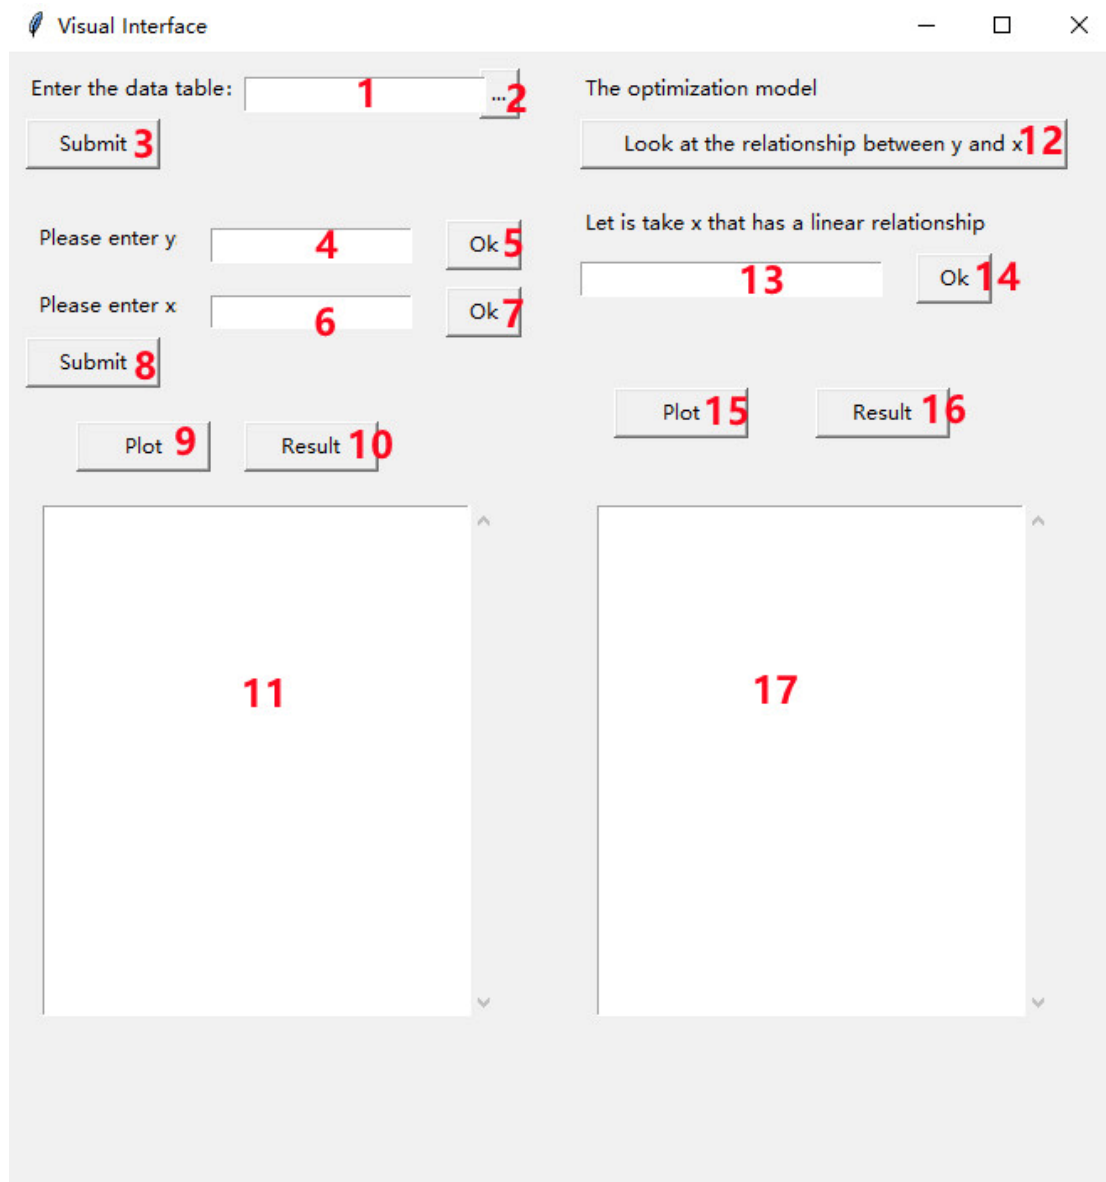 Visual Interface
Enter the data table: 1 ... 2
Submit 3
Please enter y 4 Ok 5
Please enter x 6 Ok 7
Submit 8
Plot 9 Result 10
11
The optimization model
Look at the relationship between y and x 12
Let is take x that has a linear relationship
13 Ok 14
Plot 15 Result 16
17